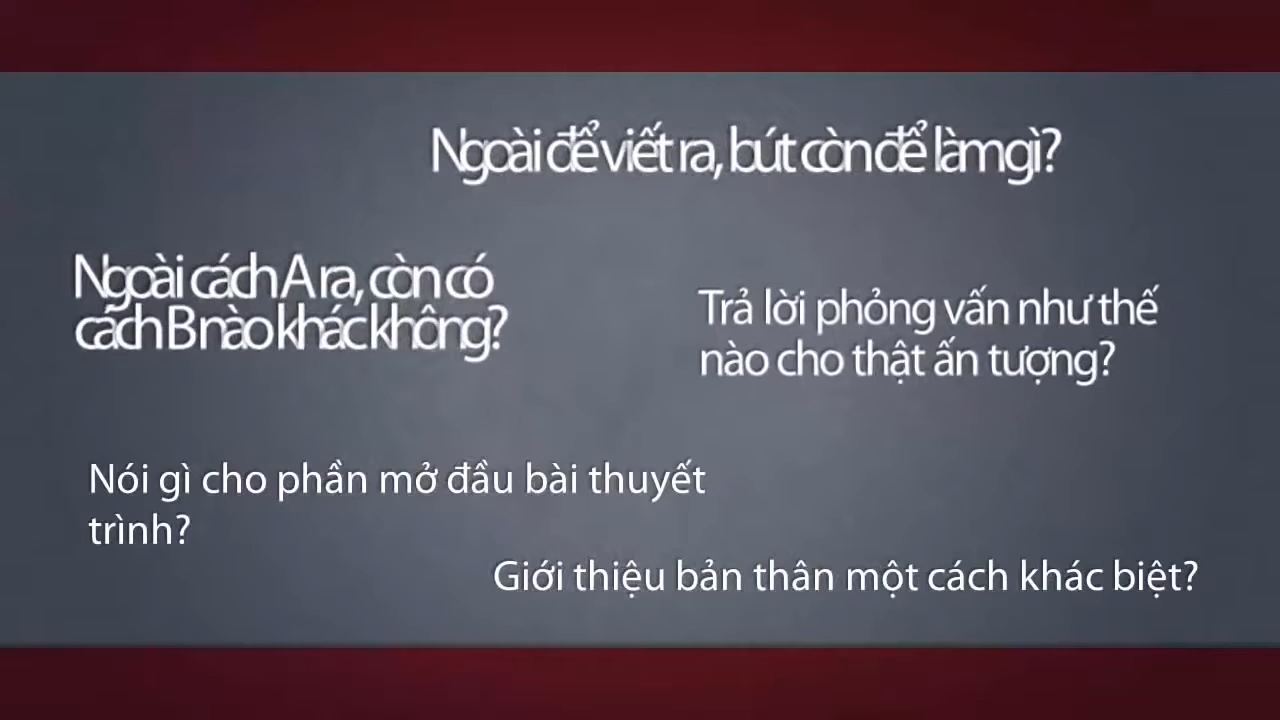 Ngoài để viết ra, bút còn để làm gì?
Ngoài cách A ra, còn có
cách B nào khác không?
Trả lời phỏng vấn như thế
nào cho thật ấn tượng?
Nói gì cho phần mở đầu bài thuyết
trình?
Giới thiệu bản thân một cách khác biệt?